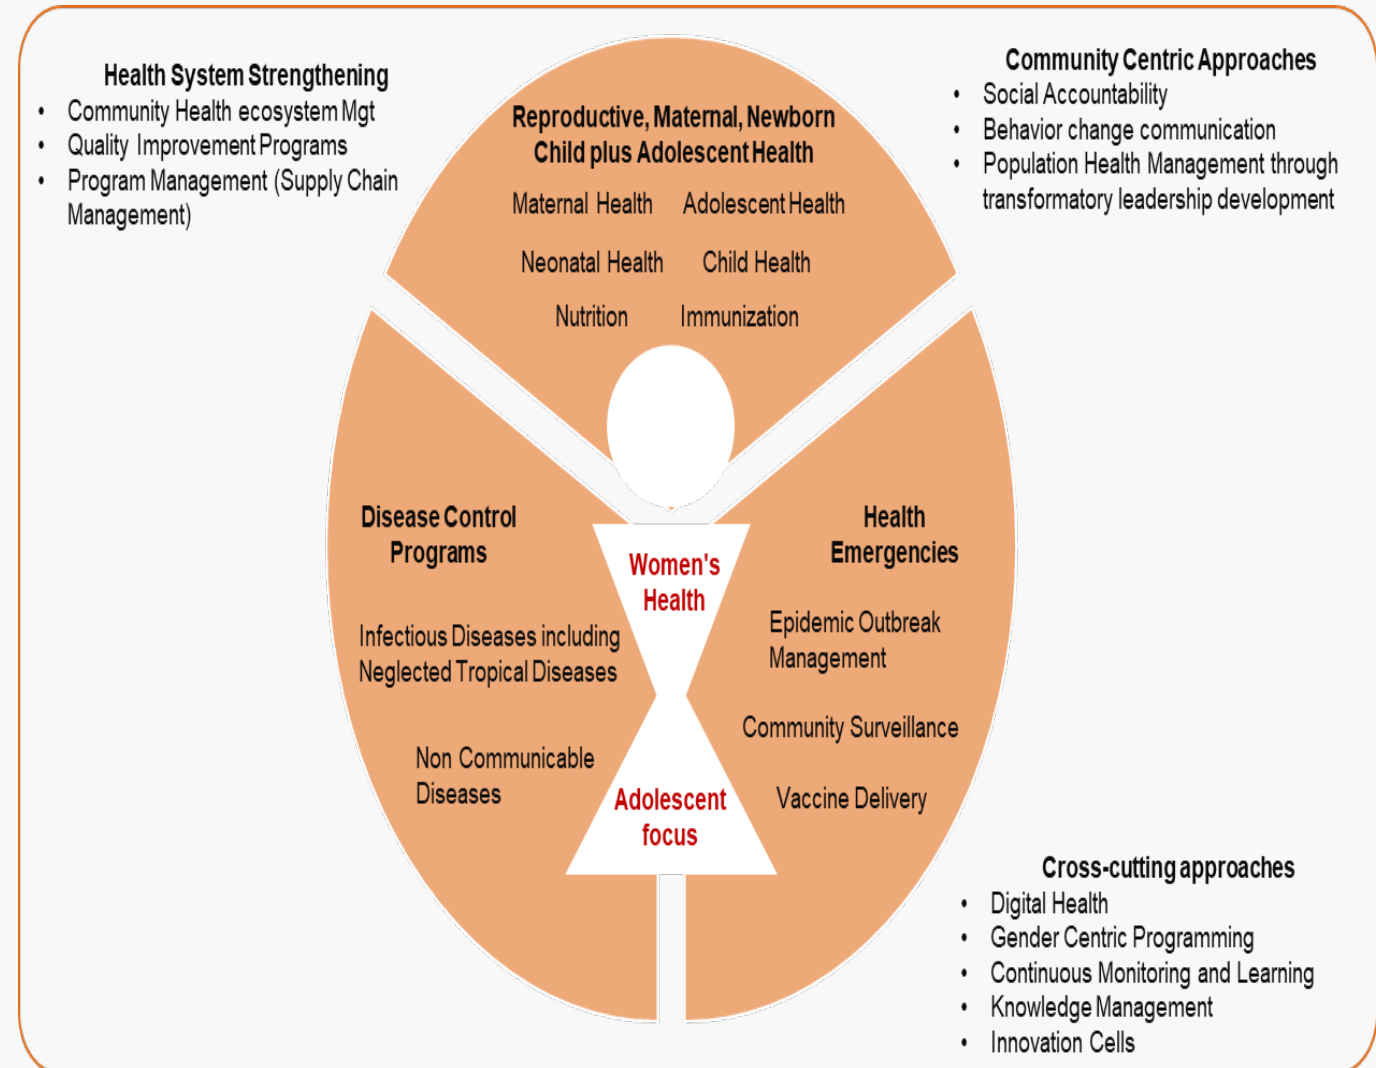 Health System Strengthening
• Community Health ecosystem Mgt
• Quality Improvement Programs
• Program Management (Supply Chain
Management)
Community Centric Approaches
• Social Accountability
• Behavior change communication
• Population Health Management through
transformatory leadership development
Reproductive, Maternal, Newborn
Child plus Adolescent Health
Maternal Health Adolescent Health
Neonatal Health Child Health
Nutrition Immunization
Disease Control
Programs
Infectious Diseases including
Neglected Tropical Diseases
Non Communicable
Diseases
Women's
Health
Adolescent
focus
Health
Emergencies
Epidemic Outbreak
Management
Community Surveillance
Vaccine Delivery
Cross-cutting approaches
• Digital Health
• Gender Centric Programming
• Continuous Monitoring and Learning
• Knowledge Management
• Innovation Cells